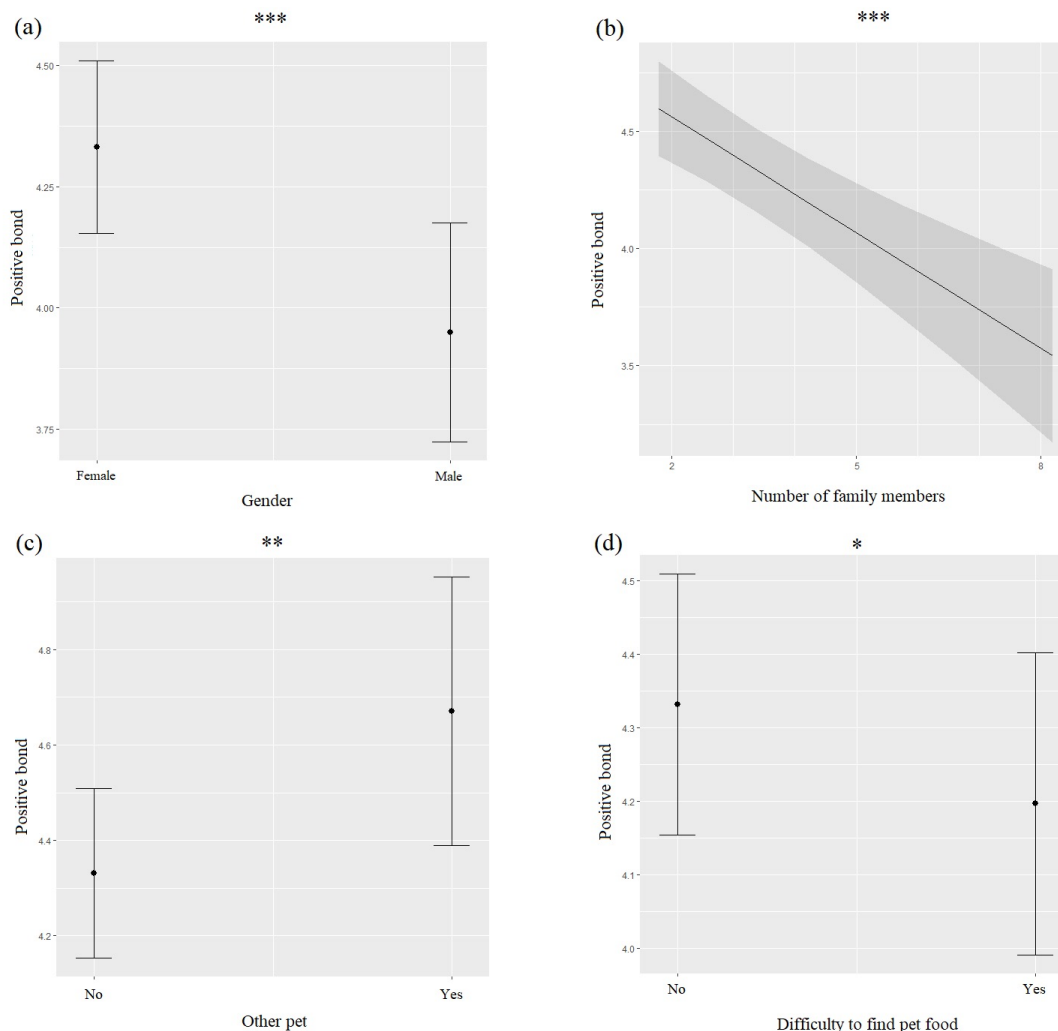 (a)
***
4.50
4.25
4.00
3.75
Positive bond
Female
Male
Gender
(b)
***
4.5
4.0
3.5
Positive bond
2
5
8
Number of family members
(c)
**
4.8
4.6
4.4
4.2
Positive bond
No
Yes
Other pet
(d)
*
4.5
4.4
4.3
4.2
4.1
4.0
Positive bond
No
Yes
Difficulty to find pet food